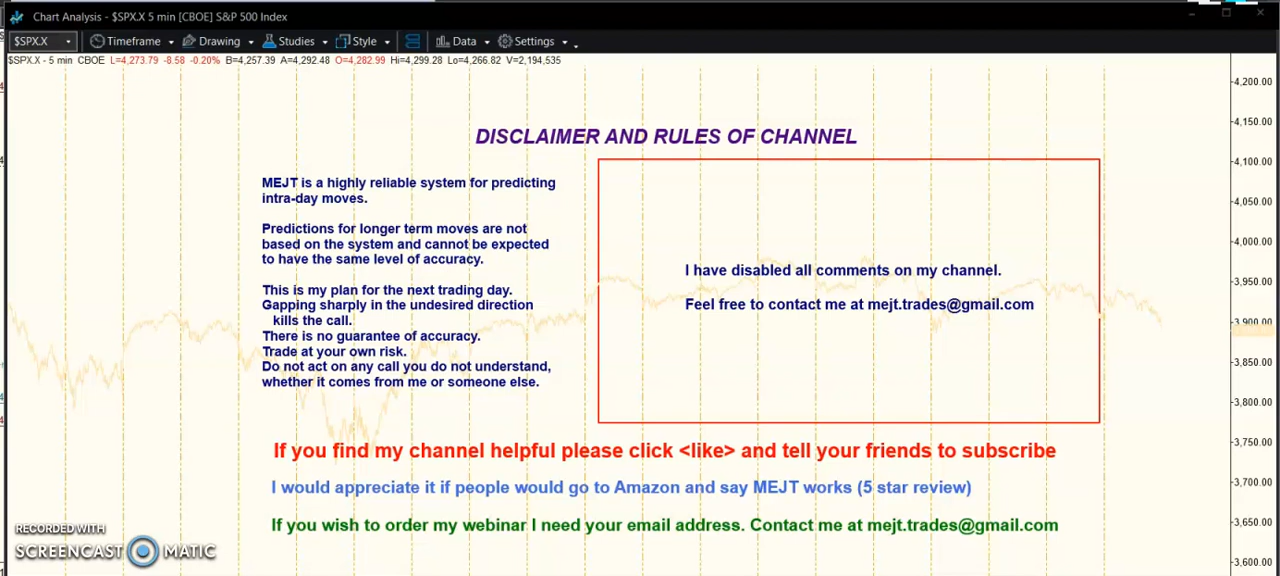 Chart Analysis - $SPX.X 5 min [CBOE] S&P 500 Index
$SPX.X Timeframe Drawing Studies Style Data Settings
$SPX.X - 5 min CBOE L=4,273.79 -8.58 -0.20% B=4,257.39 A=4,292.48 O=4,282.99 Hi=4,299.28 Lo=4,266.82 V=2,194,535
DISCLAIMER AND RULES OF CHANNEL
MEJT is a highly reliable system for predicting
intra-day moves.
Predictions for longer term moves are not
based on the system and cannot be expected
to have the same level of accuracy.
This is my plan for the next trading day.
Gapping sharply in the undesired direction
kills the call.
There is no guarantee of accuracy.
Trade at your own risk.
Do not act on any call you do not understand,
whether it comes from me or someone else.
I have disabled all comments on my channel.
Feel free to contact me at mejt.trades@gmail.com
If you find my channel helpful please click <like> and tell your friends to subscribe
I would appreciate it if people would go to Amazon and say MEJT works (5 star review)
If you wish to order my webinar I need your email address. Contact me at mejt.trades@gmail.com
4,200.00
4,150.00
4,100.00
4,050.00
4,000.00
3,950.00
3,900.00
3,850.00
3,800.00
3,750.00
3,700.00
3,650.00
3,600.00
RECORDED WITH
SCREENCAST MATIC